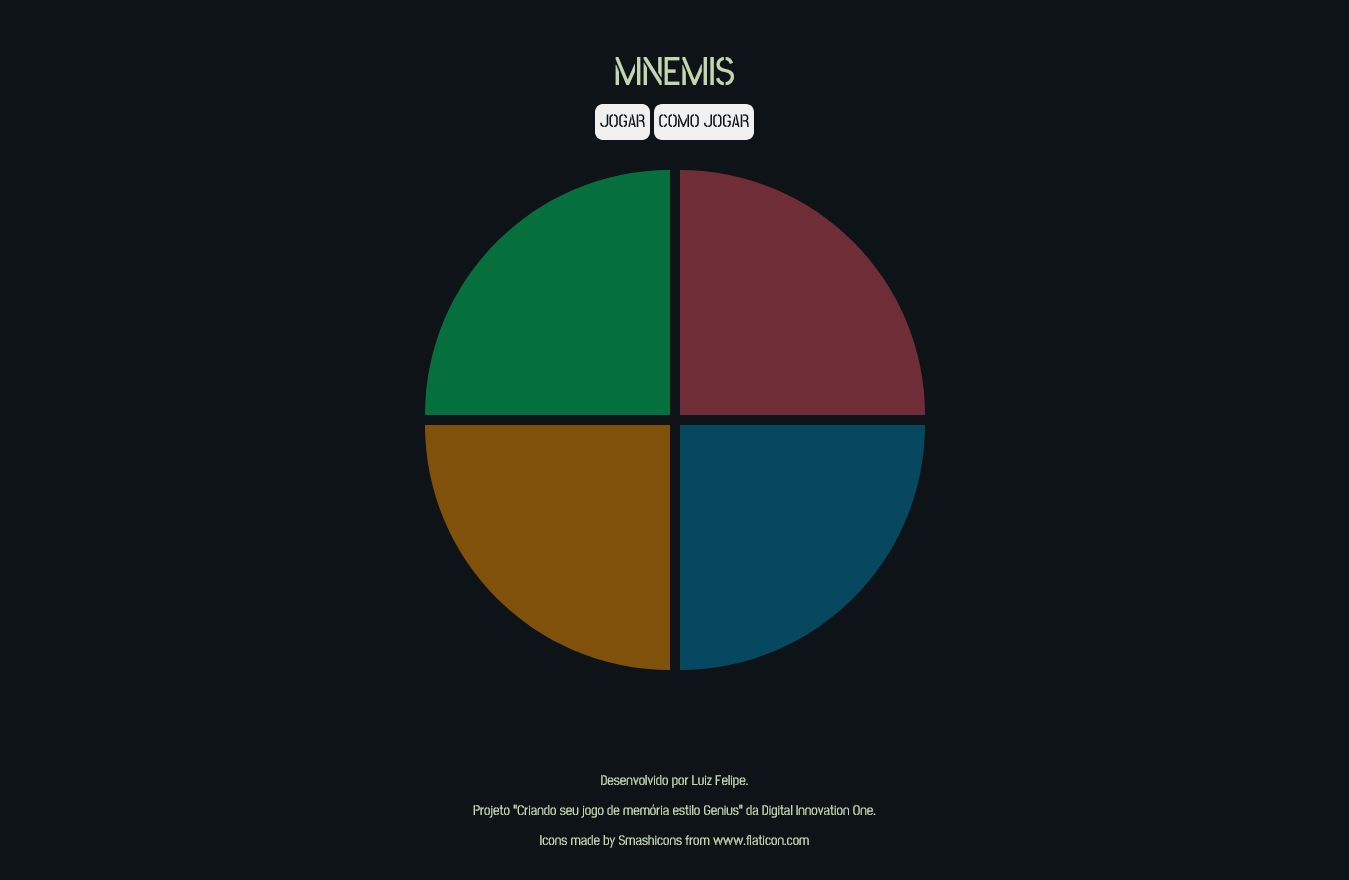 MNEMIS
JOGAR COMO JOGAR
Desenvolvido por Luiz Felipe.
Projeto "Criando seu jogo de memória estilo Genius" da Digital Innovation One.
Icons made by Smashicons from www.flaticon.com